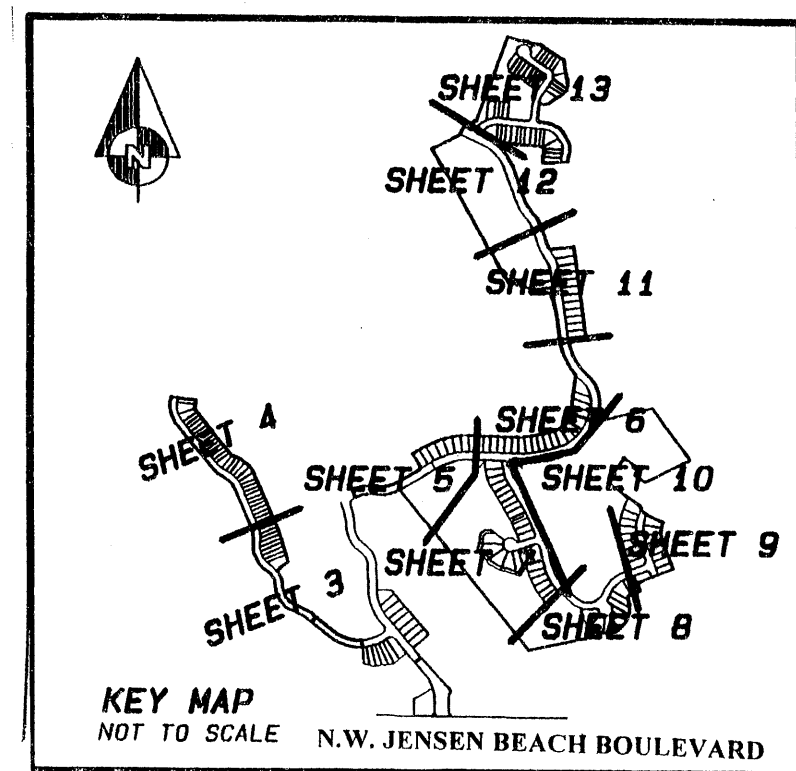 SHEET 13
N
SHEET 12
SHEET 11
SHEET 4
SHEET 6
SHEET 5
SHEET 10
SHEET 7
SHEET 9
SHEET 3
SHEET 8
KEY MAP
NOT TO SCALE
N.W. JENSEN BEACH BOULEVARD